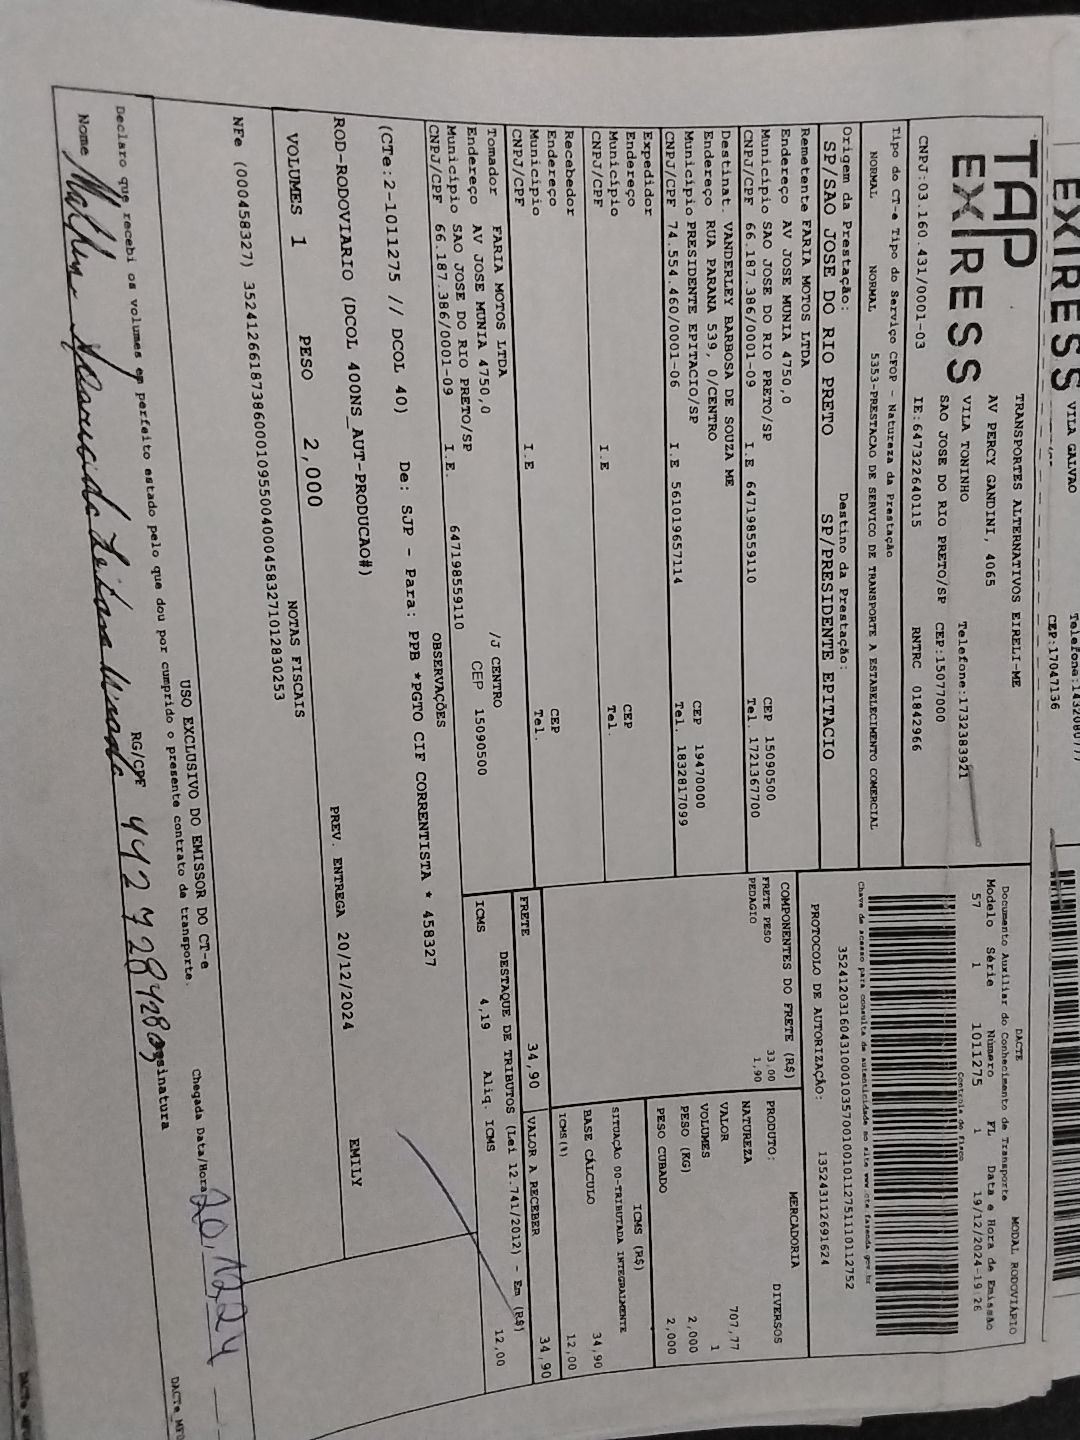 EXPRESS
VILA GALVAO
CEP:17047136
TAP
EXPRESS
TRANSPORTES ALTERNATIVOS EIRELI-ME
AV PERCY GANDINI, 4065
VILA TONINHO Telefone:1732383921
SAO JOSE DO RIO PRETO/SP CEP:15077000
CNPJ:03.160.431/0001-03 IE:647322640115 RNTRC 01842966
Tipo do CT-e Tipo do Serviço CFOP - Natureza da Prestação
NORMAL NORMAL 5353-PRESTACAO DE SERVICO DE TRANSPORTE A ESTABELECIMENTO COMERCIAL
Origem da Prestação: Destino da Prestação:
SP/SAO JOSE DO RIO PRETO SP/PRESIDENTE EPITACIO
Remetente FARIA MOTOS LTDA
Endereço AV JOSE MUNIA 4750,0
Município SAO JOSE DO RIO PRETO/SP CEP 15090500
CNPJ/CPF 66.187.386/0001-09 I.E 647198559110 Tel. 1721367700
Destinat. VANDERLEY BARBOSA DE SOUZA ME
Endereço RUA PARANA 539, 0/CENTRO
Município PRESIDENTE EPITACIO/SP CEP 19470000
CNPJ/CPF 74.554.460/0001-06 I.E 561019657114 Tel. 1832817099
Expedidor
Endereço
Município CEP
CNPJ/CPF I.E Tel.
Recebedor
Endereço
Município CEP
CNPJ/CPF I.E Tel.
Tomador FARIA MOTOS LTDA
Endereço AV JOSE MUNIA 4750,0 /J CENTRO
Município SAO JOSE DO RIO PRETO/SP CEP 15090500
CNPJ/CPF 66.187.386/0001-09 I.E. 647198559110
DACTE MODAL RODOVIÁRIO
Documento Auxiliar do Conhecimento de Transporte
Modelo Série Número FL Data e Hora de Emissão
57 1 1011275 1 19/12/2024-19:26
Controle do Fisco
Chave de acesso para consulta de autenticidade no site www.cte.fazenda.gov.br
35241203160431000103570010010112751110112752
PROTOCOLO DE AUTORIZAÇÃO: 135243112691624
COMPONENTES DO FRETE (R$)
FRETE PESO 33,00
PEDAGIO 1,90
MERCADORIA
PRODUTO: DIVERSOS
NATUREZA
VALOR 707,77
VOLUMES 1
PESO (KG) 2,000
PESO CUBADO 2,000
ICMS (R$)
SITUAÇÃO 00-TRIBUTADA INTEGRALMENTE
BASE CÁLCULO 34,90
ICMS(%) 12,00
FRETE 34,90 VALOR A RECEBER 34,90
DESTAQUE DE TRIBUTOS (Lei 12.741/2012) - Em (R$)
ICMS 4,19 Aliq. ICMS 12,00
OBSERVAÇÕES
(CTe:2-1011275 // DCOL 40) De: SJP - Para: PPB *PGTO CIF CORRENTISTA * 458327
ROD-RODOVIARIO (DCOL 400NS_AUT-PRODUCAO#)
PREV. ENTREGA 20/12/2024 EMILY
VOLUMES 1 PESO 2,000
NOTAS FISCAIS
NFe (000458327) 35241266187386000109550040004583271012830253
USO EXCLUSIVO DO EMISSOR DO CT-e
Declaro que recebi os volumes em perfeito estado pelo que dou por cumprido o presente contrato de transporte.
Chegada Data/Hora 20,12,24
Nome RG/CPF Assinatura
DACTe